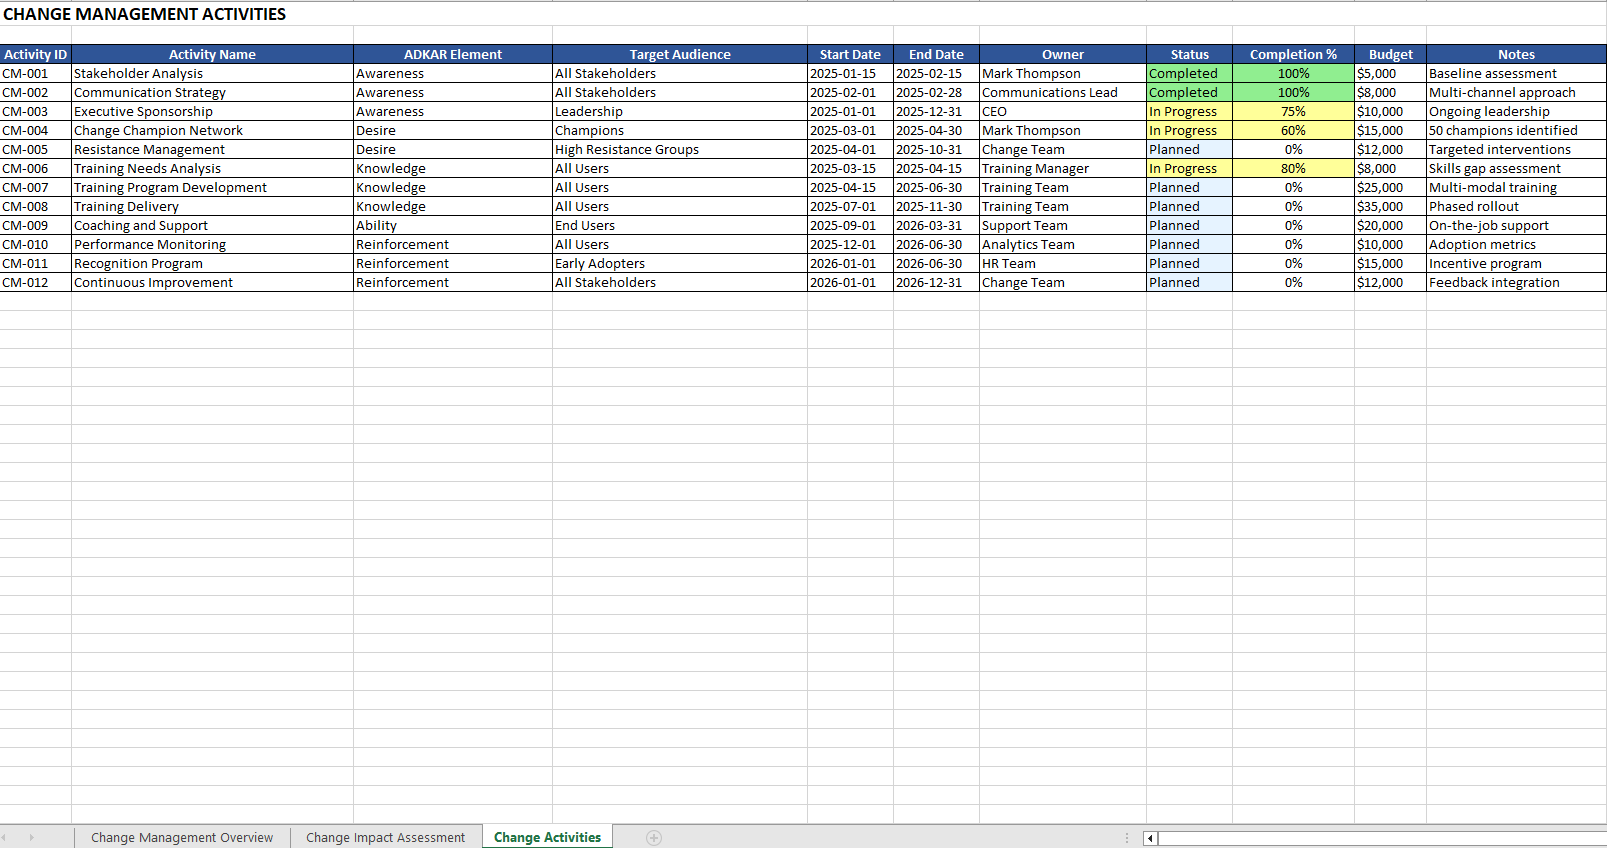 CHANGE MANAGEMENT ACTIVITIES
Activity ID Activity Name ADKAR Element Target Audience Start Date End Date Owner Status Completion % Budget Notes
CM-001 Stakeholder Analysis Awareness All Stakeholders 2025-01-15 2025-02-15 Mark Thompson Completed 100% $5,000 Baseline assessment
CM-002 Communication Strategy Awareness All Stakeholders 2025-02-01 2025-02-28 Communications Lead Completed 100% $8,000 Multi-channel approach
CM-003 Executive Sponsorship Awareness Leadership 2025-01-01 2025-12-31 CEO In Progress 75% $10,000 Ongoing leadership
CM-004 Change Champion Network Desire Champions 2025-03-01 2025-04-30 Mark Thompson In Progress 60% $15,000 50 champions identified
CM-005 Resistance Management Desire High Resistance Groups 2025-04-01 2025-10-31 Change Team Planned 0% $12,000 Targeted interventions
CM-006 Training Needs Analysis Knowledge All Users 2025-03-15 2025-04-15 Training Manager In Progress 80% $8,000 Skills gap assessment
CM-007 Training Program Development Knowledge All Users 2025-04-15 2025-06-30 Training Team Planned 0% $25,000 Multi-modal training
CM-008 Training Delivery Knowledge All Users 2025-07-01 2025-11-30 Training Team Planned 0% $35,000 Phased rollout
CM-009 Coaching and Support Ability End Users 2025-09-01 2026-03-31 Support Team Planned 0% $20,000 On-the-job support
CM-010 Performance Monitoring Reinforcement All Users 2025-12-01 2026-06-30 Analytics Team Planned 0% $10,000 Adoption metrics
CM-011 Recognition Program Reinforcement Early Adopters 2026-01-01 2026-06-30 HR Team Planned 0% $15,000 Incentive program
CM-012 Continuous Improvement Reinforcement All Stakeholders 2026-01-01 2026-12-31 Change Team Planned 0% $12,000 Feedback integration
Change Management Overview Change Impact Assessment Change Activities